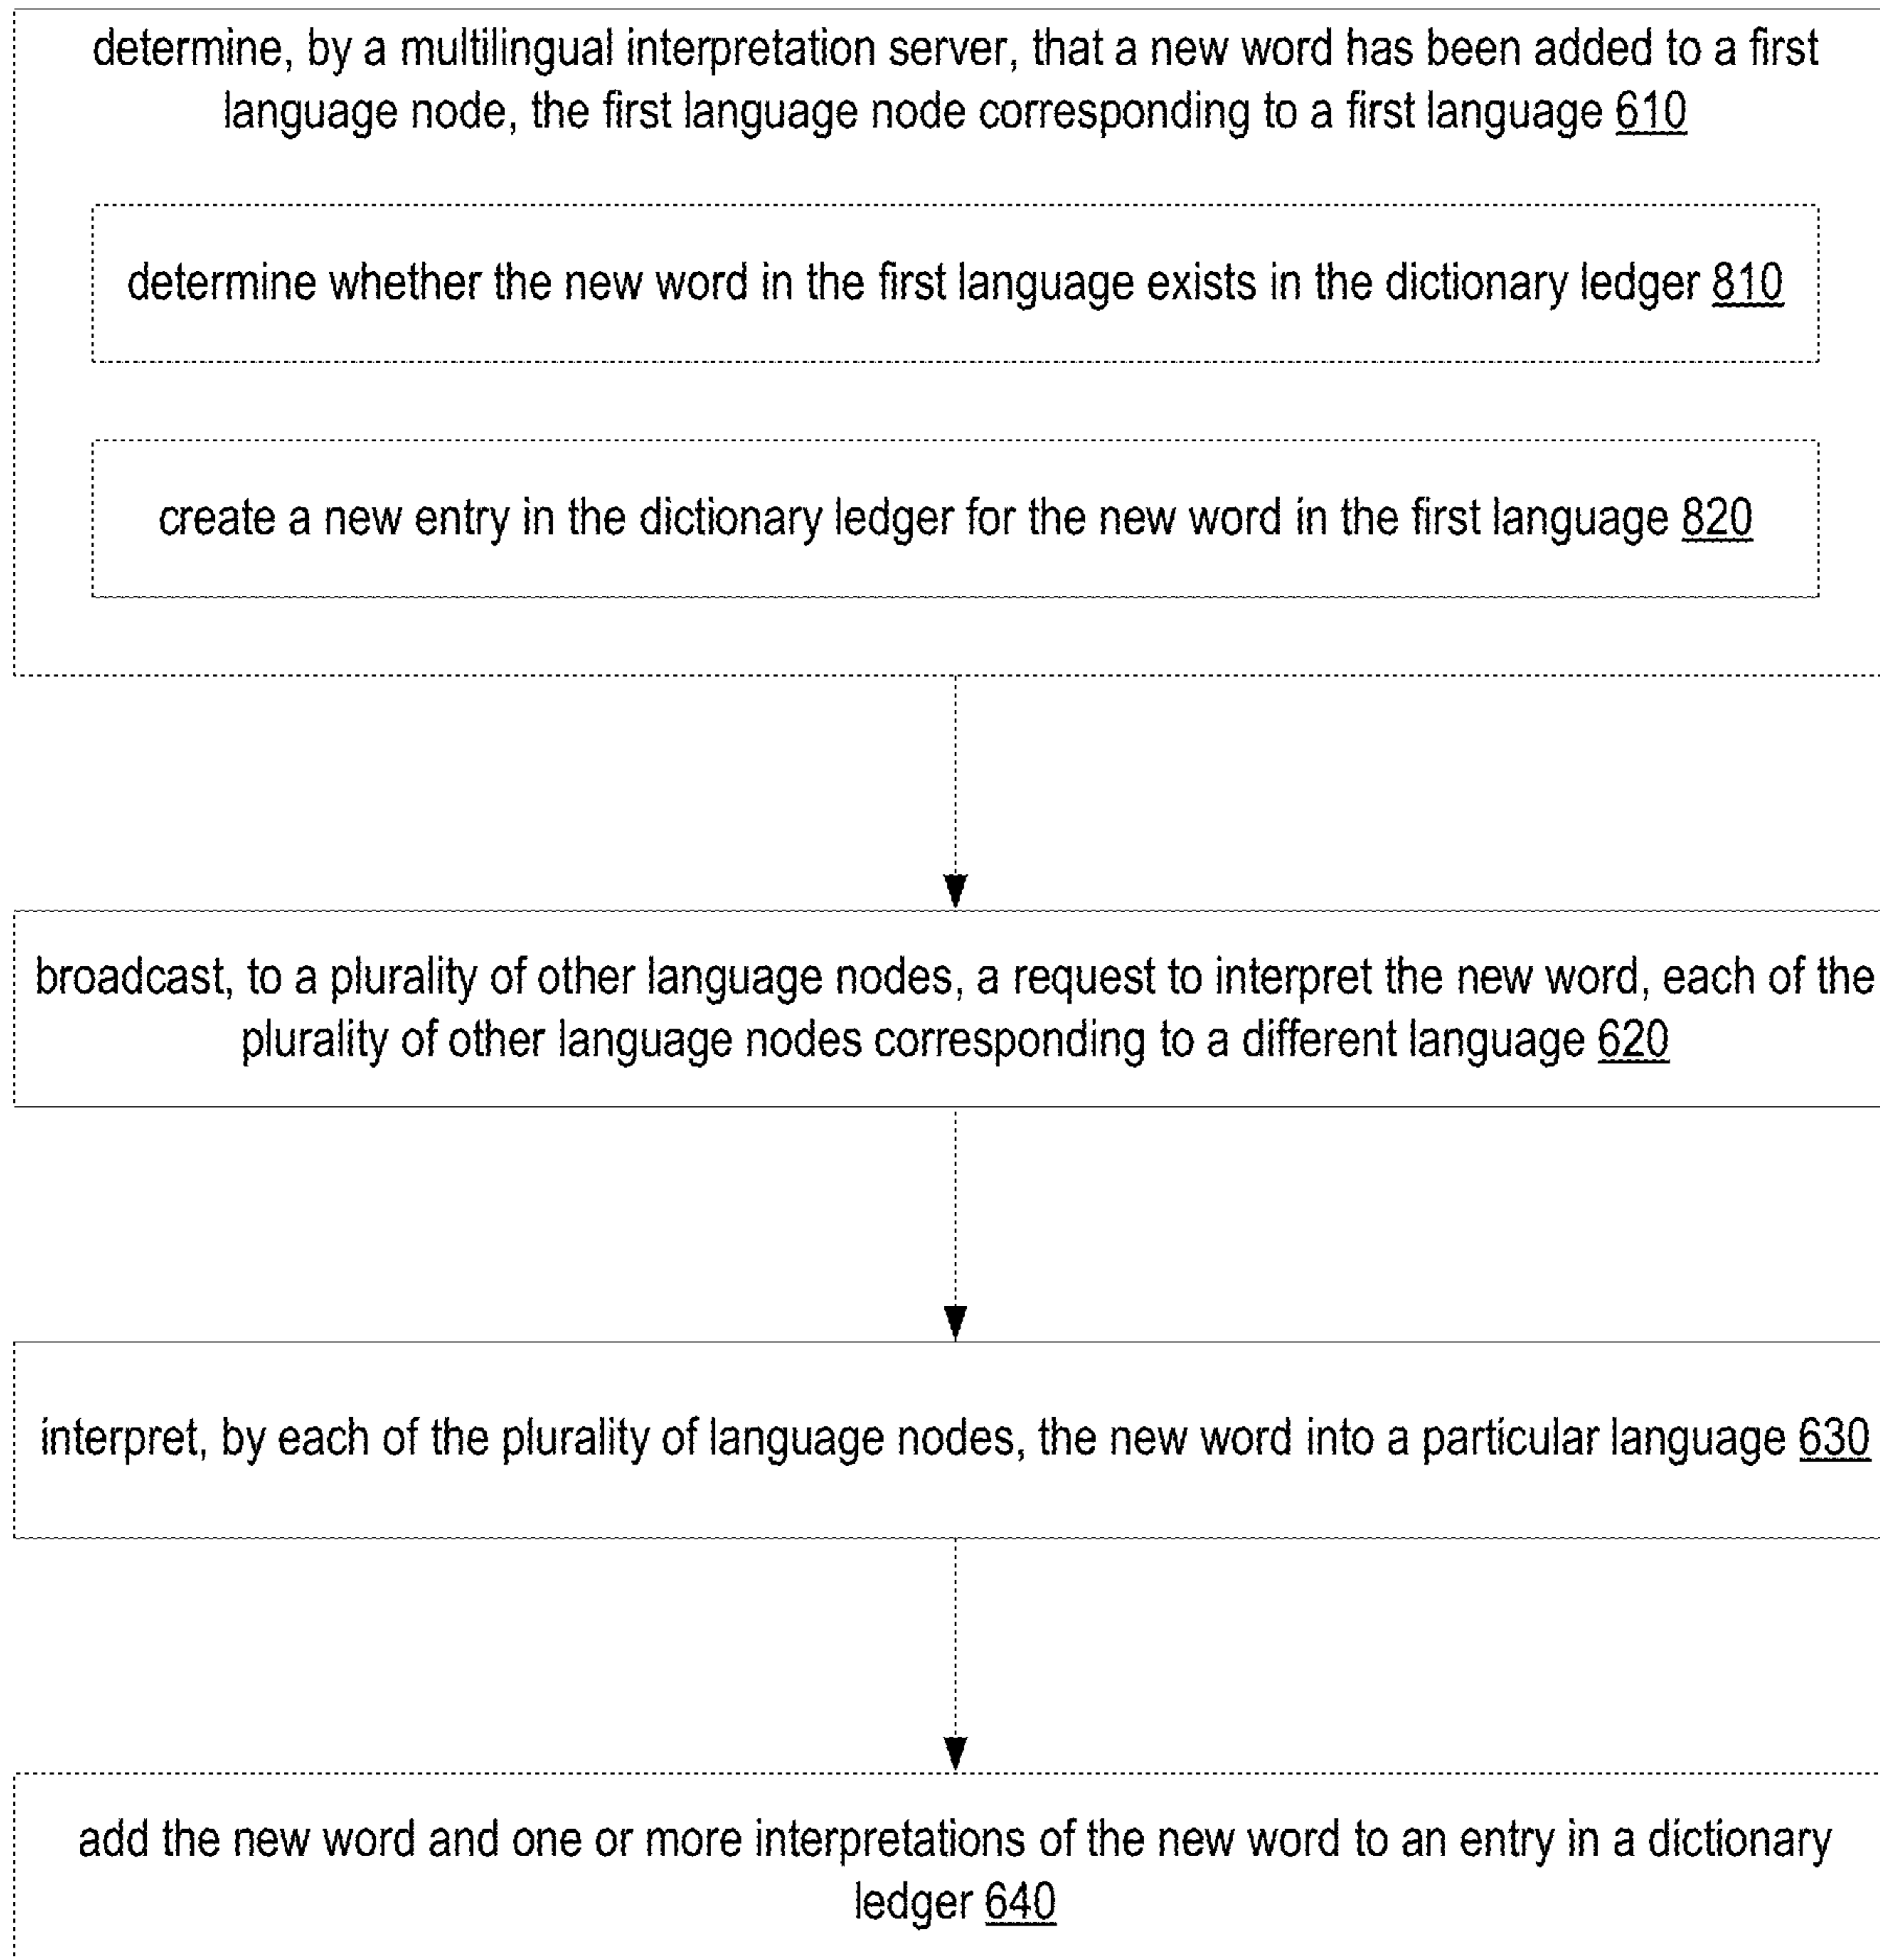 determine, by a multilingual interpretation server, that a new word has been added to a first
language node, the first language node corresponding to a first language 610
determine whether the new word in the first language exists in the dictionary ledger 810
create a new entry in the dictionary ledger for the new word in the first language 820
broadcast, to a plurality of other language nodes, a request to interpret the new word, each of the
plurality of other language nodes corresponding to a different language 620
interpret, by each of the plurality of language nodes, the new word into a particular language 630
add the new word and one or more interpretations of the new word to an entry in a dictionary
ledger 640